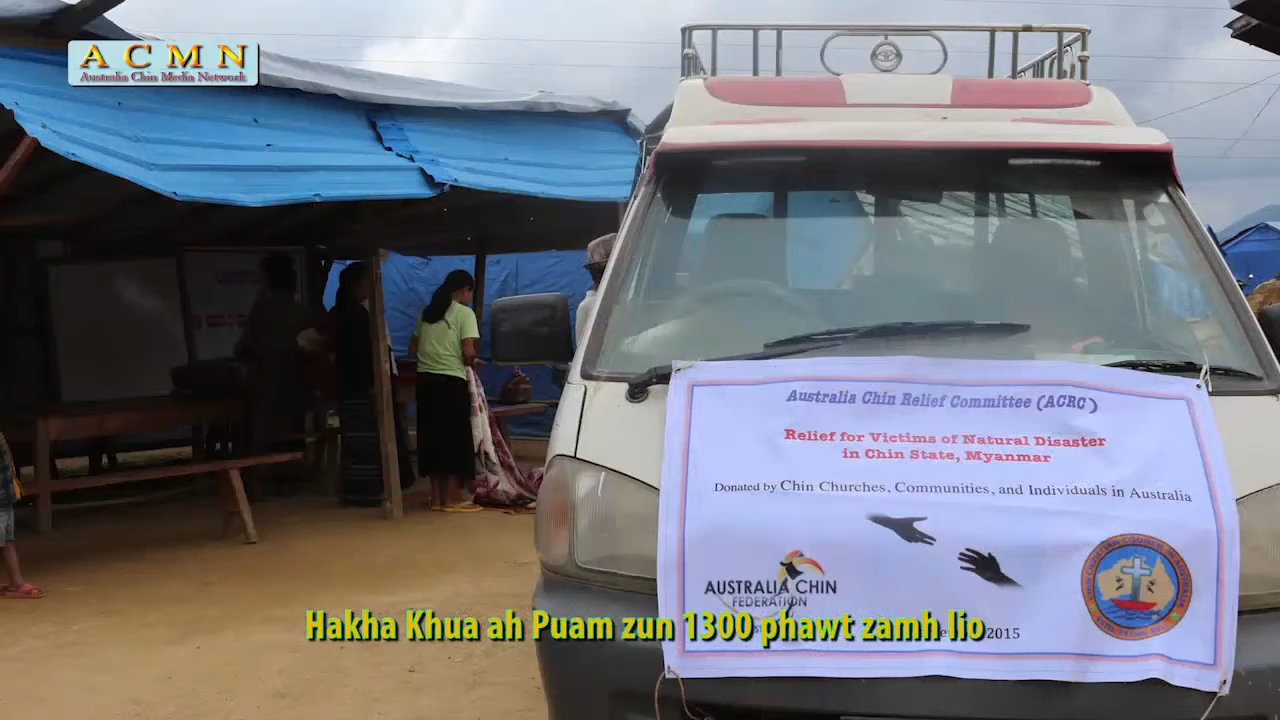 A C M N
Australia Chin Media Network
Australia Chin Relief Committee (ACRC)
Relief for Victims of Natural Disaster
in Chin State, Myanmar
Donated by Chin Churches, Communities, and Individuals in Australia
AUSTRALIA CHIN
FEDERATION
2015
Hakha Khua ah Puam zun 1300 phawt zamh lio